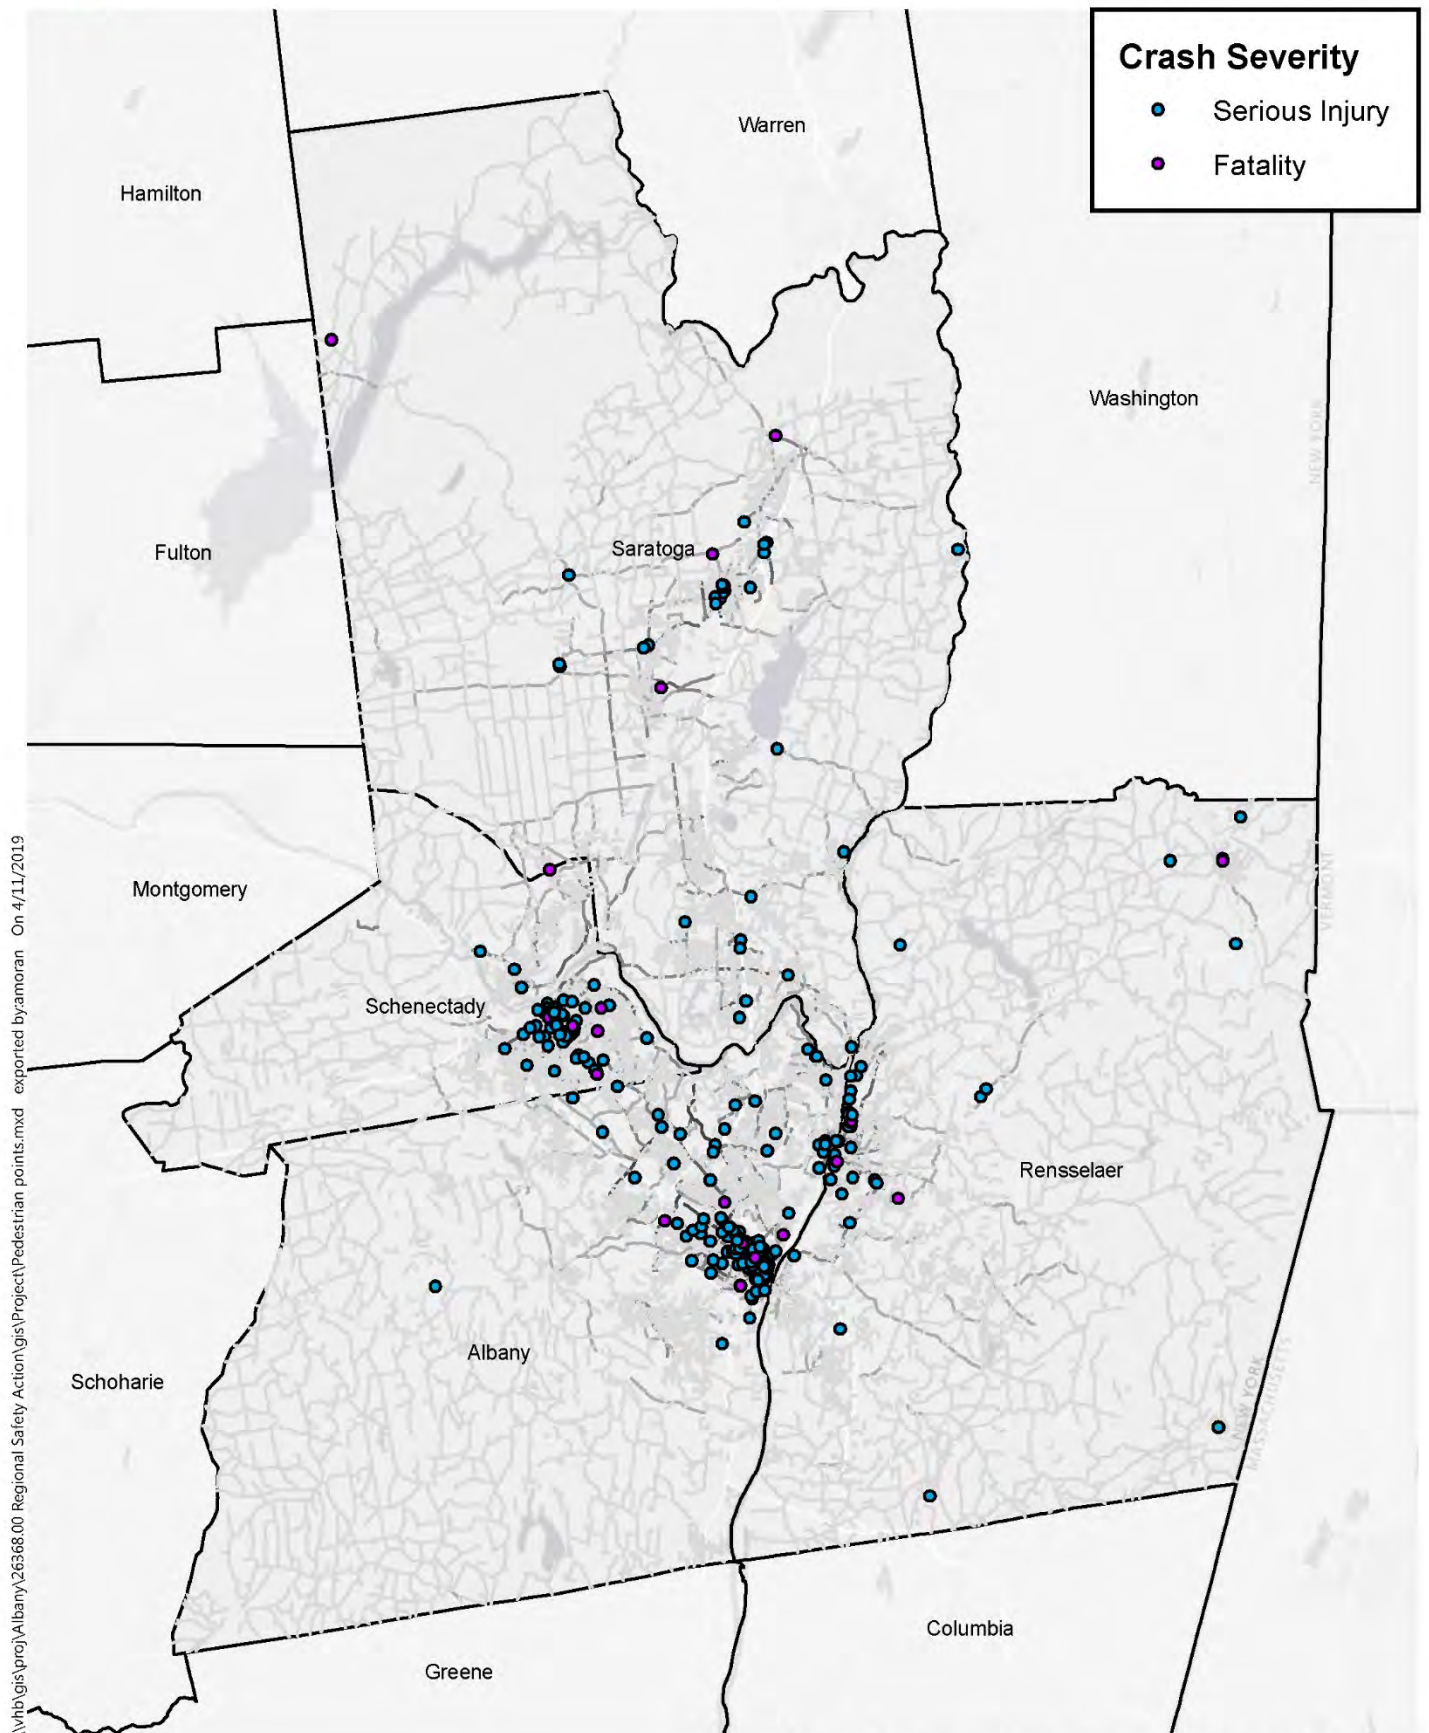 Crash Severity
Serious Injury
Fatality
Warren
Hamilton
Washington
NEW YORK
Fulton
Saratoga
Montgomery
VERMONT
Schenectady
Rensselaer
Albany
Schoharie
NEW YORK
MASSACHUSETTS
Columbia
Greene
\vhb\gis\proj\Albany\26368.00 Regional Safety Action\gis\Project\Pedestrian points.mxd exported by:amoran On 4/11/2019